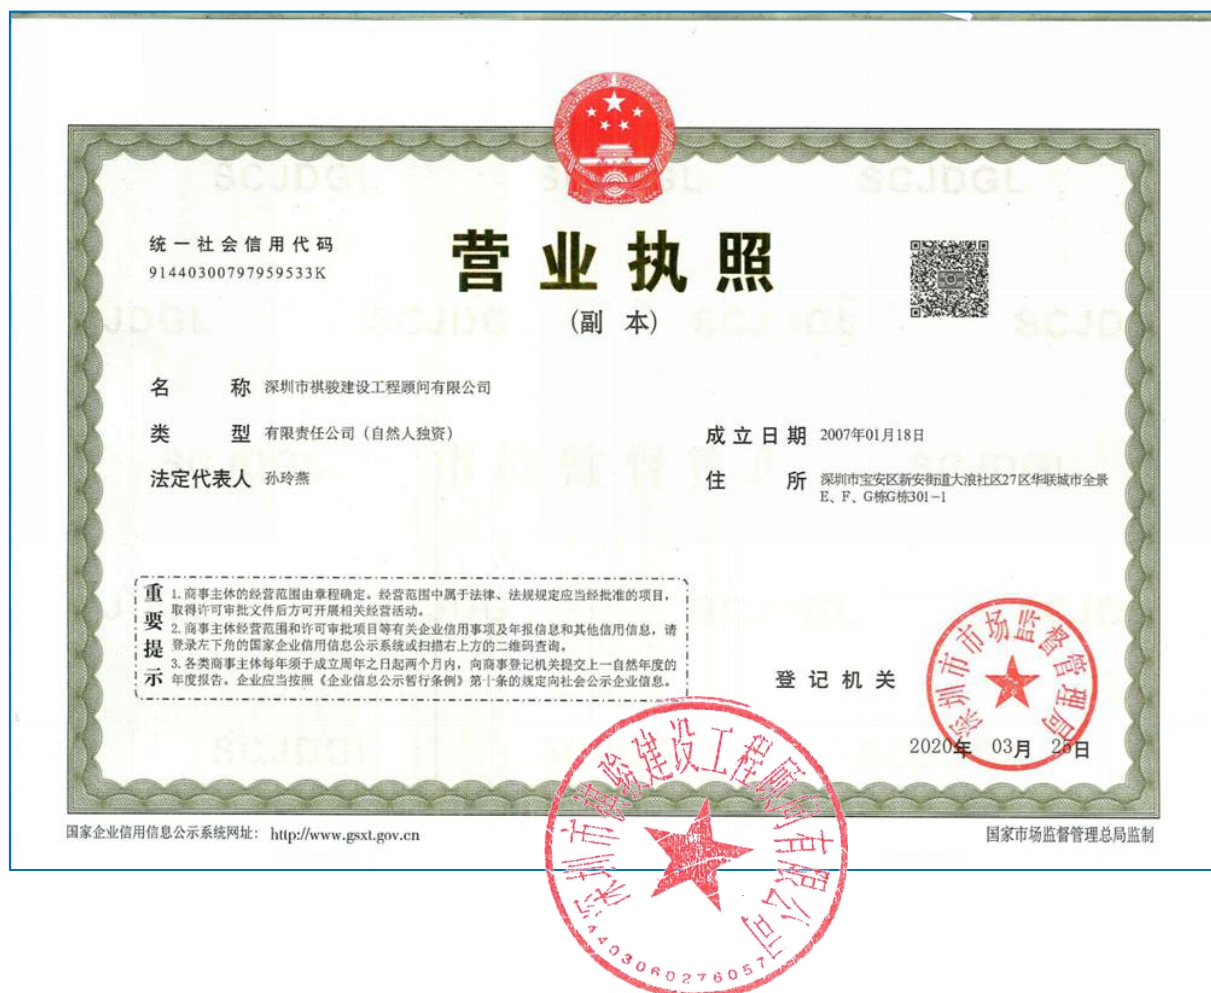 统一社会信用代码
91440300797959533K
营业执照
(副 本)
名 称 深圳市祺骏建设工程顾问有限公司
类 型 有限责任公司（自然人独资）
法定代表人 孙玲燕
成立日期 2007年01月18日
住 所 深圳市宝安区新安街道大浪社区27区华联城市全景
E、F、G栋G栋301-1
重要提示
1. 商事主体的经营范围由章程确定。经营范围中属于法律、法规规定应当经批准的项目，
取得许可审批文件后方可开展相关经营活动。
2. 商事主体经营范围和许可审批项目等有关企业信用事项及年报信息和其他信用信息，请
登录左下角的国家企业信用信息公示系统或扫描右上方的二维码查询。
3. 各类商事主体每年须于成立周年之日起两个月内，向商事登记机关提交上一自然年度的
年度报告。企业应当按照《企业信息公示暂行条例》第十条的规定向社会公示企业信息。
登记机关
深圳市市场监督管理局
2020年 03月 25日
国家企业信用信息公示系统网址： http://www.gsxt.gov.cn
国家市场监督管理总局监制
深圳市祺骏建设工程顾问有限公司
SCJDGL